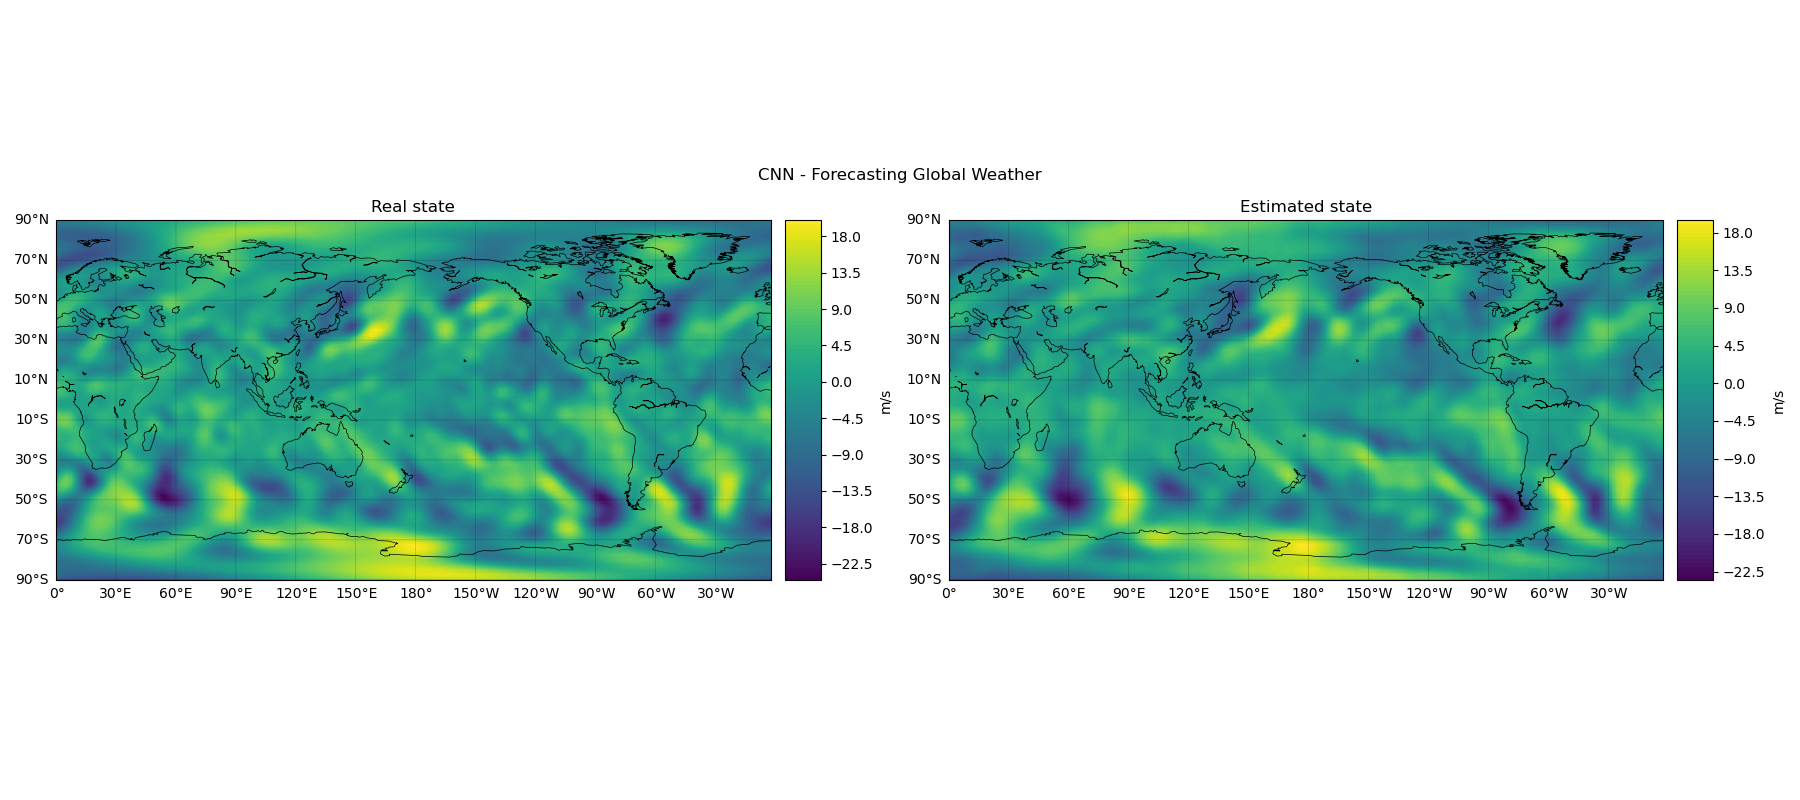 CNN - Forecasting Global Weather
Real state
90°N
70°N
50°N
30°N
10°N
10°S
30°S
50°S
70°S
90°S
0° 30°E 60°E 90°E 120°E 150°E 180° 150°W 120°W 90°W 60°W 30°W
18.0
13.5
9.0
4.5
0.0
−4.5
−9.0
−13.5
−18.0
−22.5
m/s
Estimated state
90°N
70°N
50°N
30°N
10°N
10°S
30°S
50°S
70°S
90°S
0° 30°E 60°E 90°E 120°E 150°E 180° 150°W 120°W 90°W 60°W 30°W
18.0
13.5
9.0
4.5
0.0
−4.5
−9.0
−13.5
−18.0
−22.5
m/s